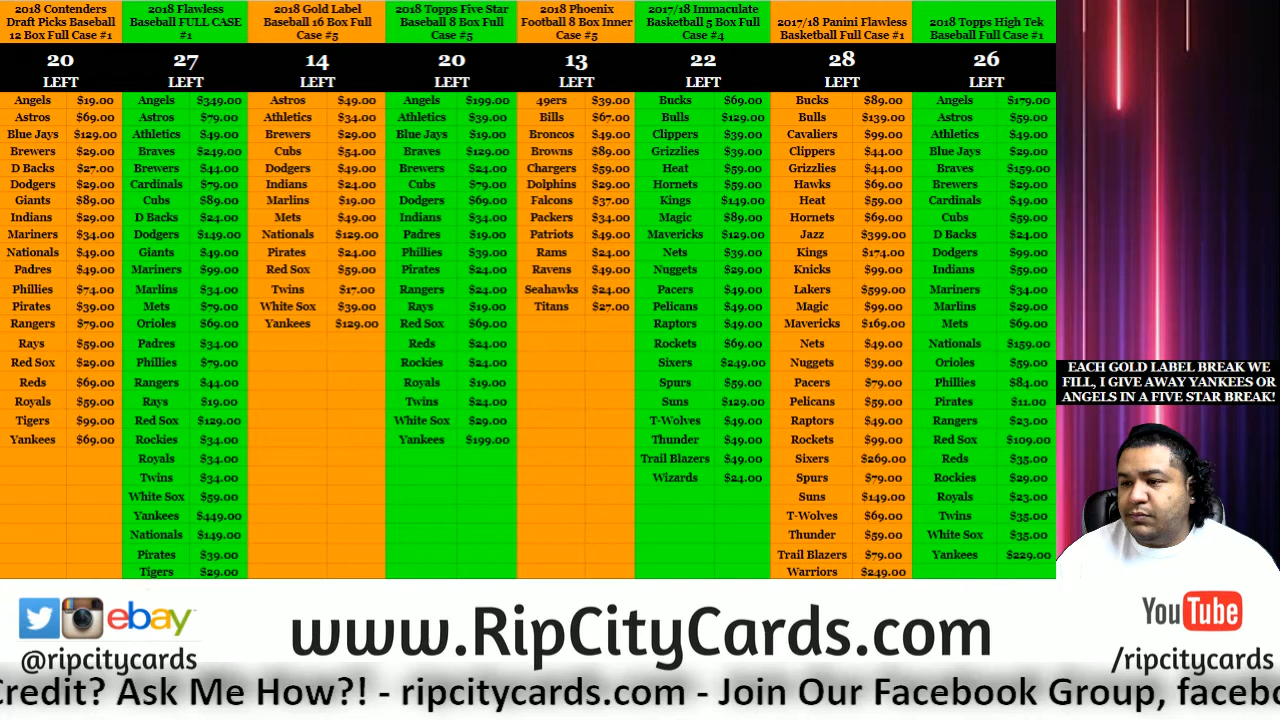 2018 Contenders
Draft Picks Baseball
12 Box Full Case #1
20
LEFT
Angels $19.00
Astros $69.00
Blue Jays $129.00
Brewers $29.00
D Backs $27.00
Dodgers $29.00
Giants $89.00
Indians $29.00
Mariners $34.00
Nationals $49.00
Padres $49.00
Phillies $74.00
Pirates $39.00
Rangers $79.00
Rays $59.00
Red Sox $29.00
Reds $69.00
Royals $59.00
Tigers $99.00
Yankees $69.00
2018 Flawless
Baseball FULL CASE
#1
27
LEFT
Angels $349.00
Astros $79.00
Athletics $49.00
Braves $249.00
Brewers $44.00
Cardinals $79.00
Cubs $89.00
D Backs $24.00
Dodgers $149.00
Giants $49.00
Mariners $99.00
Marlins $34.00
Mets $79.00
Orioles $69.00
Padres $34.00
Phillies $79.00
Rangers $44.00
Rays $19.00
Red Sox $129.00
Rockies $34.00
Royals $34.00
Twins $34.00
White Sox $59.00
Yankees $449.00
Nationals $149.00
Pirates $39.00
Tigers $29.00
2018 Gold Label
Baseball 16 Box Full
Case #5
14
LEFT
Astros $49.00
Athletics $34.00
Brewers $29.00
Cubs $54.00
Dodgers $49.00
Indians $24.00
Marlins $19.00
Mets $49.00
Nationals $129.00
Pirates $24.00
Red Sox $59.00
Twins $17.00
White Sox $39.00
Yankees $129.00
2018 Topps Five Star
Baseball 8 Box Full
Case #5
20
LEFT
Angels $199.00
Athletics $39.00
Blue Jays $19.00
Braves $129.00
Brewers $24.00
Cubs $79.00
Dodgers $69.00
Indians $34.00
Padres $19.00
Phillies $39.00
Pirates $24.00
Rangers $24.00
Rays $19.00
Red Sox $69.00
Reds $24.00
Rockies $24.00
Royals $19.00
Twins $24.00
White Sox $29.00
Yankees $199.00
2018 Phoenix
Football 8 Box Inner
Case #5
13
LEFT
49ers $39.00
Bills $67.00
Broncos $49.00
Browns $89.00
Chargers $59.00
Dolphins $29.00
Falcons $37.00
Packers $34.00
Patriots $49.00
Rams $24.00
Ravens $49.00
Seahawks $24.00
Titans $27.00
2017/18 Immaculate
Basketball 5 Box Full
Case #4
22
LEFT
Bucks $69.00
Bulls $129.00
Clippers $39.00
Grizzlies $39.00
Heat $59.00
Hornets $59.00
Kings $149.00
Magic $89.00
Mavericks $129.00
Nets $39.00
Nuggets $29.00
Pacers $49.00
Pelicans $49.00
Raptors $49.00
Rockets $69.00
Sixers $249.00
Spurs $59.00
Suns $129.00
T-Wolves $49.00
Thunder $49.00
Trail Blazers $49.00
Wizards $24.00
2017/18 Panini Flawless
Basketball Full Case #1
28
LEFT
Bucks $89.00
Bulls $139.00
Cavaliers $99.00
Clippers $44.00
Grizzlies $44.00
Hawks $69.00
Heat $59.00
Hornets $69.00
Jazz $399.00
Kings $174.00
Knicks $99.00
Lakers $599.00
Magic $99.00
Mavericks $169.00
Nets $49.00
Nuggets $39.00
Pacers $79.00
Pelicans $59.00
Raptors $49.00
Rockets $99.00
Sixers $269.00
Spurs $79.00
Suns $149.00
T-Wolves $69.00
Thunder $59.00
Trail Blazers $79.00
Warriors $249.00
2018 Topps High Tek
Baseball Full Case #1
26
LEFT
Angels $179.00
Astros $59.00
Athletics $49.00
Blue Jays $29.00
Braves $159.00
Brewers $29.00
Cardinals $49.00
Cubs $59.00
D Backs $24.00
Dodgers $99.00
Indians $59.00
Mariners $34.00
Marlins $29.00
Mets $69.00
Nationals $159.00
Orioles $59.00
Phillies $84.00
Pirates $11.00
Rangers $23.00
Red Sox $109.00
Reds $35.00
Rockies $29.00
Royals $23.00
Twins $35.00
White Sox $35.00
Yankees $229.00
EACH GOLD LABEL BREAK WE
FILL, I GIVE AWAY YANKEES OR
ANGELS IN A FIVE STAR BREAK!
ebay
@ripcitycards
www.RipCityCards.com
YouTube
/ripcitycards
Credit? Ask Me How?! - ripcitycards.com - Join Our Facebook Group, facebo